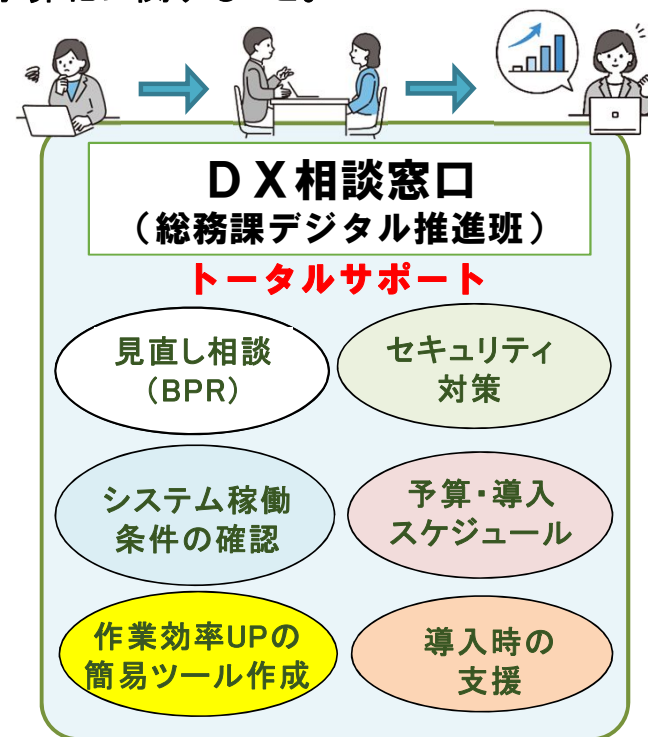 DX相談窓口
（総務課デジタル推進班）
トータルサポート
見直し相談
（BPR）
セキュリティ
対策
システム稼働
条件の確認
予算・導入
スケジュール
作業効率UPの
簡易ツール作成
導入時の
支援